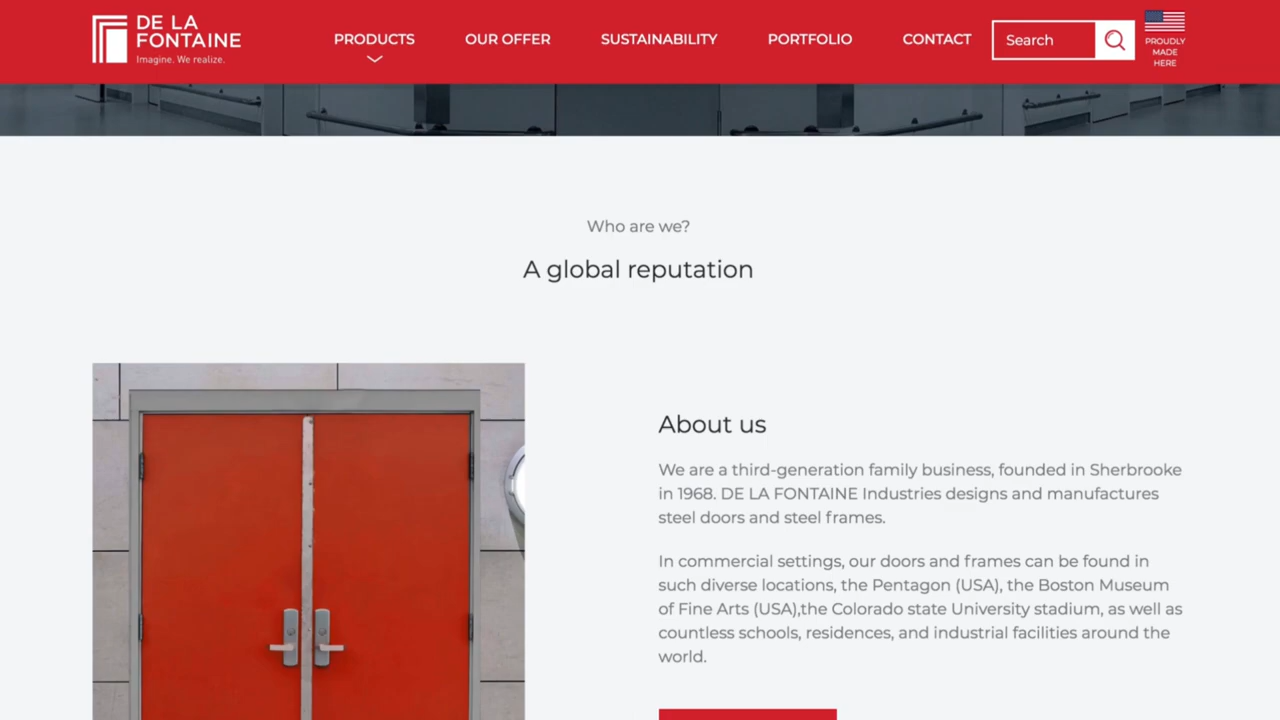 DE LA
FONTAINE
Imagine. We realize.
PRODUCTS
OUR OFFER
SUSTAINABILITY
PORTFOLIO
CONTACT
Search
PROUDLY
MADE
HERE
Who are we?
A global reputation
About us
We are a third-generation family business, founded in Sherbrooke
in 1968. DE LA FONTAINE Industries designs and manufactures
steel doors and steel frames.
In commercial settings, our doors and frames can be found in
such diverse locations, the Pentagon (USA), the Boston Museum
of Fine Arts (USA),the Colorado state University stadium, as well as
countless schools, residences, and industrial facilities around the
world.